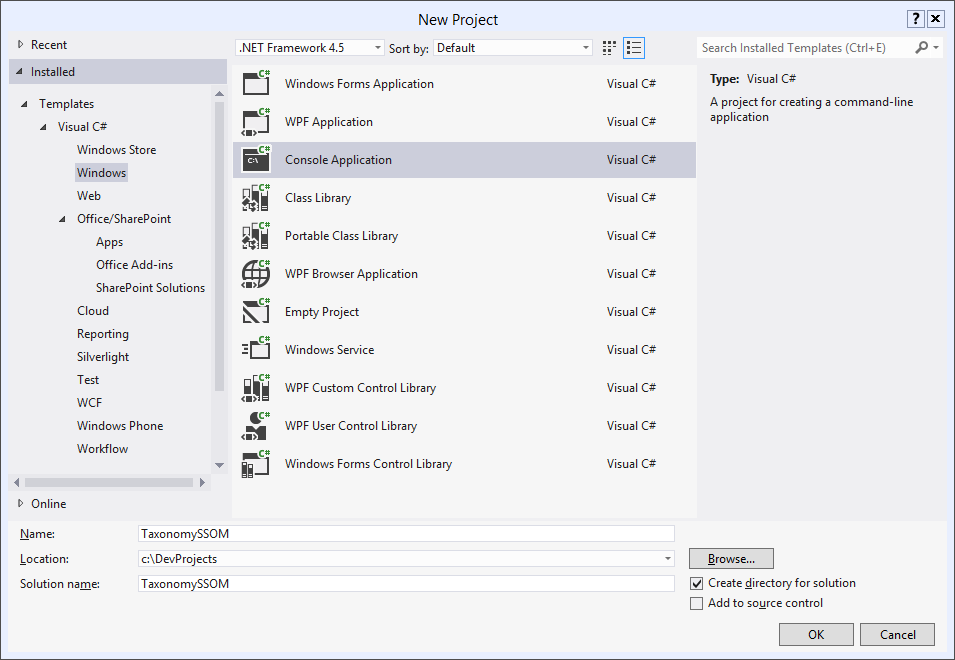 New Project
? X
Recent
Installed
Templates
Visual C#
Windows Store
Windows
Web
Office/SharePoint
Apps
Office Add-ins
SharePoint Solutions
Cloud
Reporting
Silverlight
Test
WCF
Windows Phone
Workflow
Online
.NET Framework 4.5 Sort by: Default
C# Windows Forms Application Visual C#
C# WPF Application Visual C#
C# C:\ Console Application Visual C#
C# Class Library Visual C#
C# Portable Class Library Visual C#
C# WPF Browser Application Visual C#
C# Empty Project Visual C#
C# Windows Service Visual C#
C# WPF Custom Control Library Visual C#
C# WPF User Control Library Visual C#
C# Windows Forms Control Library Visual C#
Search Installed Templates (Ctrl+E)
Type: Visual C#
A project for creating a command-line
application
Name: TaxonomySSOM
Location: c:\DevProjects Browse...
Solution name: TaxonomySSOM
Create directory for solution
Add to source control
OK Cancel